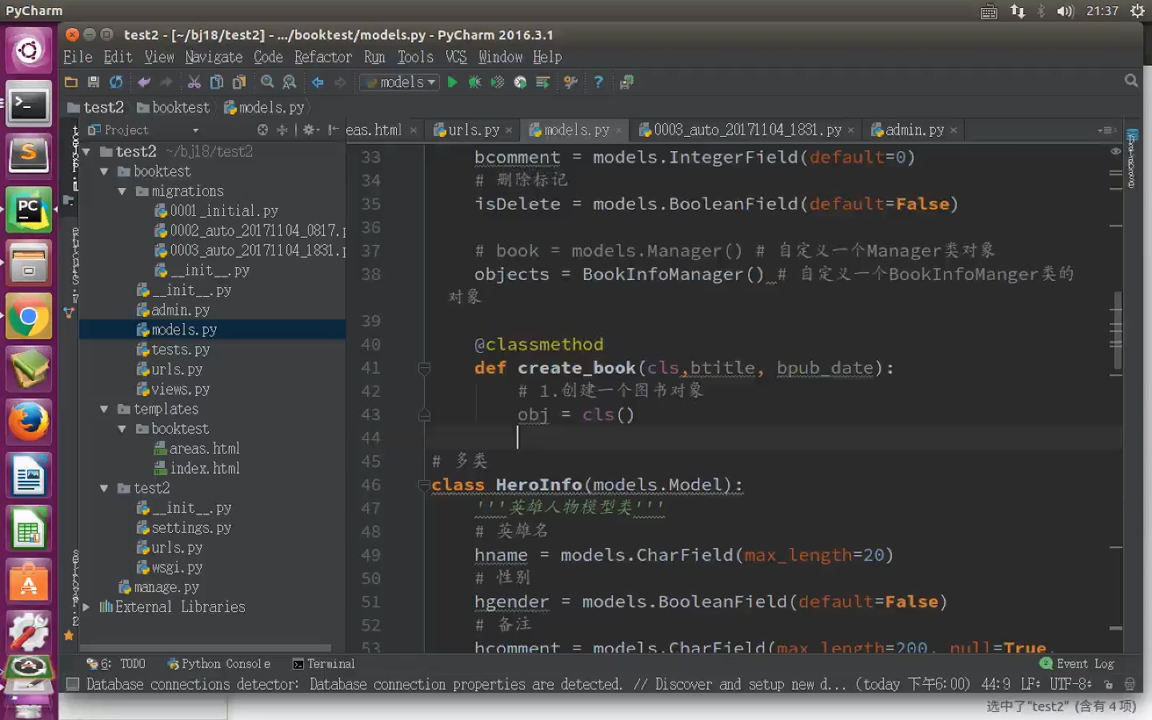 PyCharm
21:37
test2 - [~/bj18/test2] - .../booktest/models.py - PyCharm 2016.3.1
File Edit View Navigate Code Refactor Run Tools VCS Window Help
models
test2 booktest models.py
Project
eas.html urls.py models.py 0003_auto_20171104_1831.py admin.py
test2 ~/bj18/test2
booktest
migrations
0001_initial.py
0002_auto_20171104_0817.p
0003_auto_20171104_1831.p
__init__.py
__init__.py
admin.py
models.py
tests.py
urls.py
views.py
templates
booktest
areas.html
index.html
test2
__init__.py
settings.py
urls.py
wsgi.py
manage.py
External Libraries
33 bcomment = models.IntegerField(default=0)
34 # 删除标记
35 isDelete = models.BooleanField(default=False)
36
37 # book = models.Manager() # 自定义一个Manager类对象
38 objects = BookInfoManager() # 自定义一个BookInfoManger类的
对象
39
40 @classmethod
41 def create_book(cls,btitle, bpub_date):
42 # 1.创建一个图书对象
43 obj = cls()
44
45 # 多类
46 class HeroInfo(models.Model):
47 '''英雄人物模型类'''
48 # 英雄名
49 hname = models.CharField(max_length=20)
50 # 性别
51 hgender = models.BooleanField(default=False)
52 # 备注
53 hcomment = models.CharField(max_length=200, null=True,
6: TODO Python Console Terminal Event Log
Database connections detector: Database connection properties are detected. // Discover and setup new d... (today 下午6:00) 44:9 LF÷ UTF-8÷
选中了"test2" (含有 4 项)